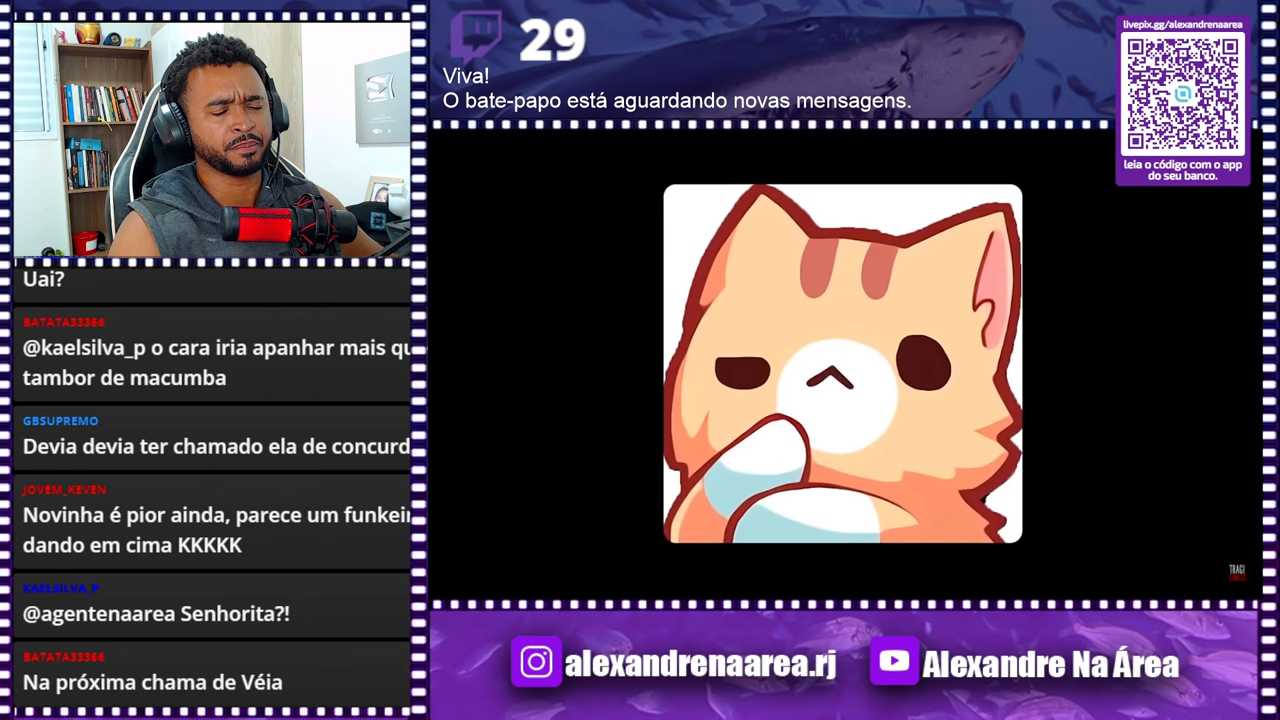 29
Viva!
O bate-papo está aguardando novas mensagens.
livepix.gg/alexandrenaarea
leia o código com o app
do seu banco.
Uai?
BATATA33366
@kaelsilva_p o cara iria apanhar mais qu
tambor de macumba
GBSUPREMO
Devia devia ter chamado ela de concurd
JOVEM_KEVEN
Novinha é pior ainda, parece um funkei
dando em cima KKKKK
KAELSILVA_P
@agentenaarea Senhorita?!
BATATA33366
Na próxima chama de Véia
TRAGI
alexandrenaarea.rj
Alexandre Na Área